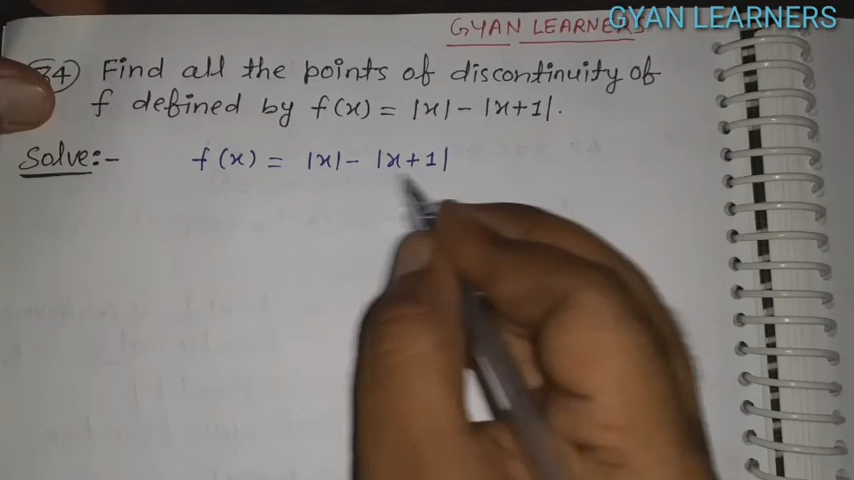 GYAN LEARNERS
GYAN LEARNERS
34) Find all the points of discontinuity of
f defined by f(x) = |x| - |x+1|.
Solve:- f(x) = |x| - |x+1|